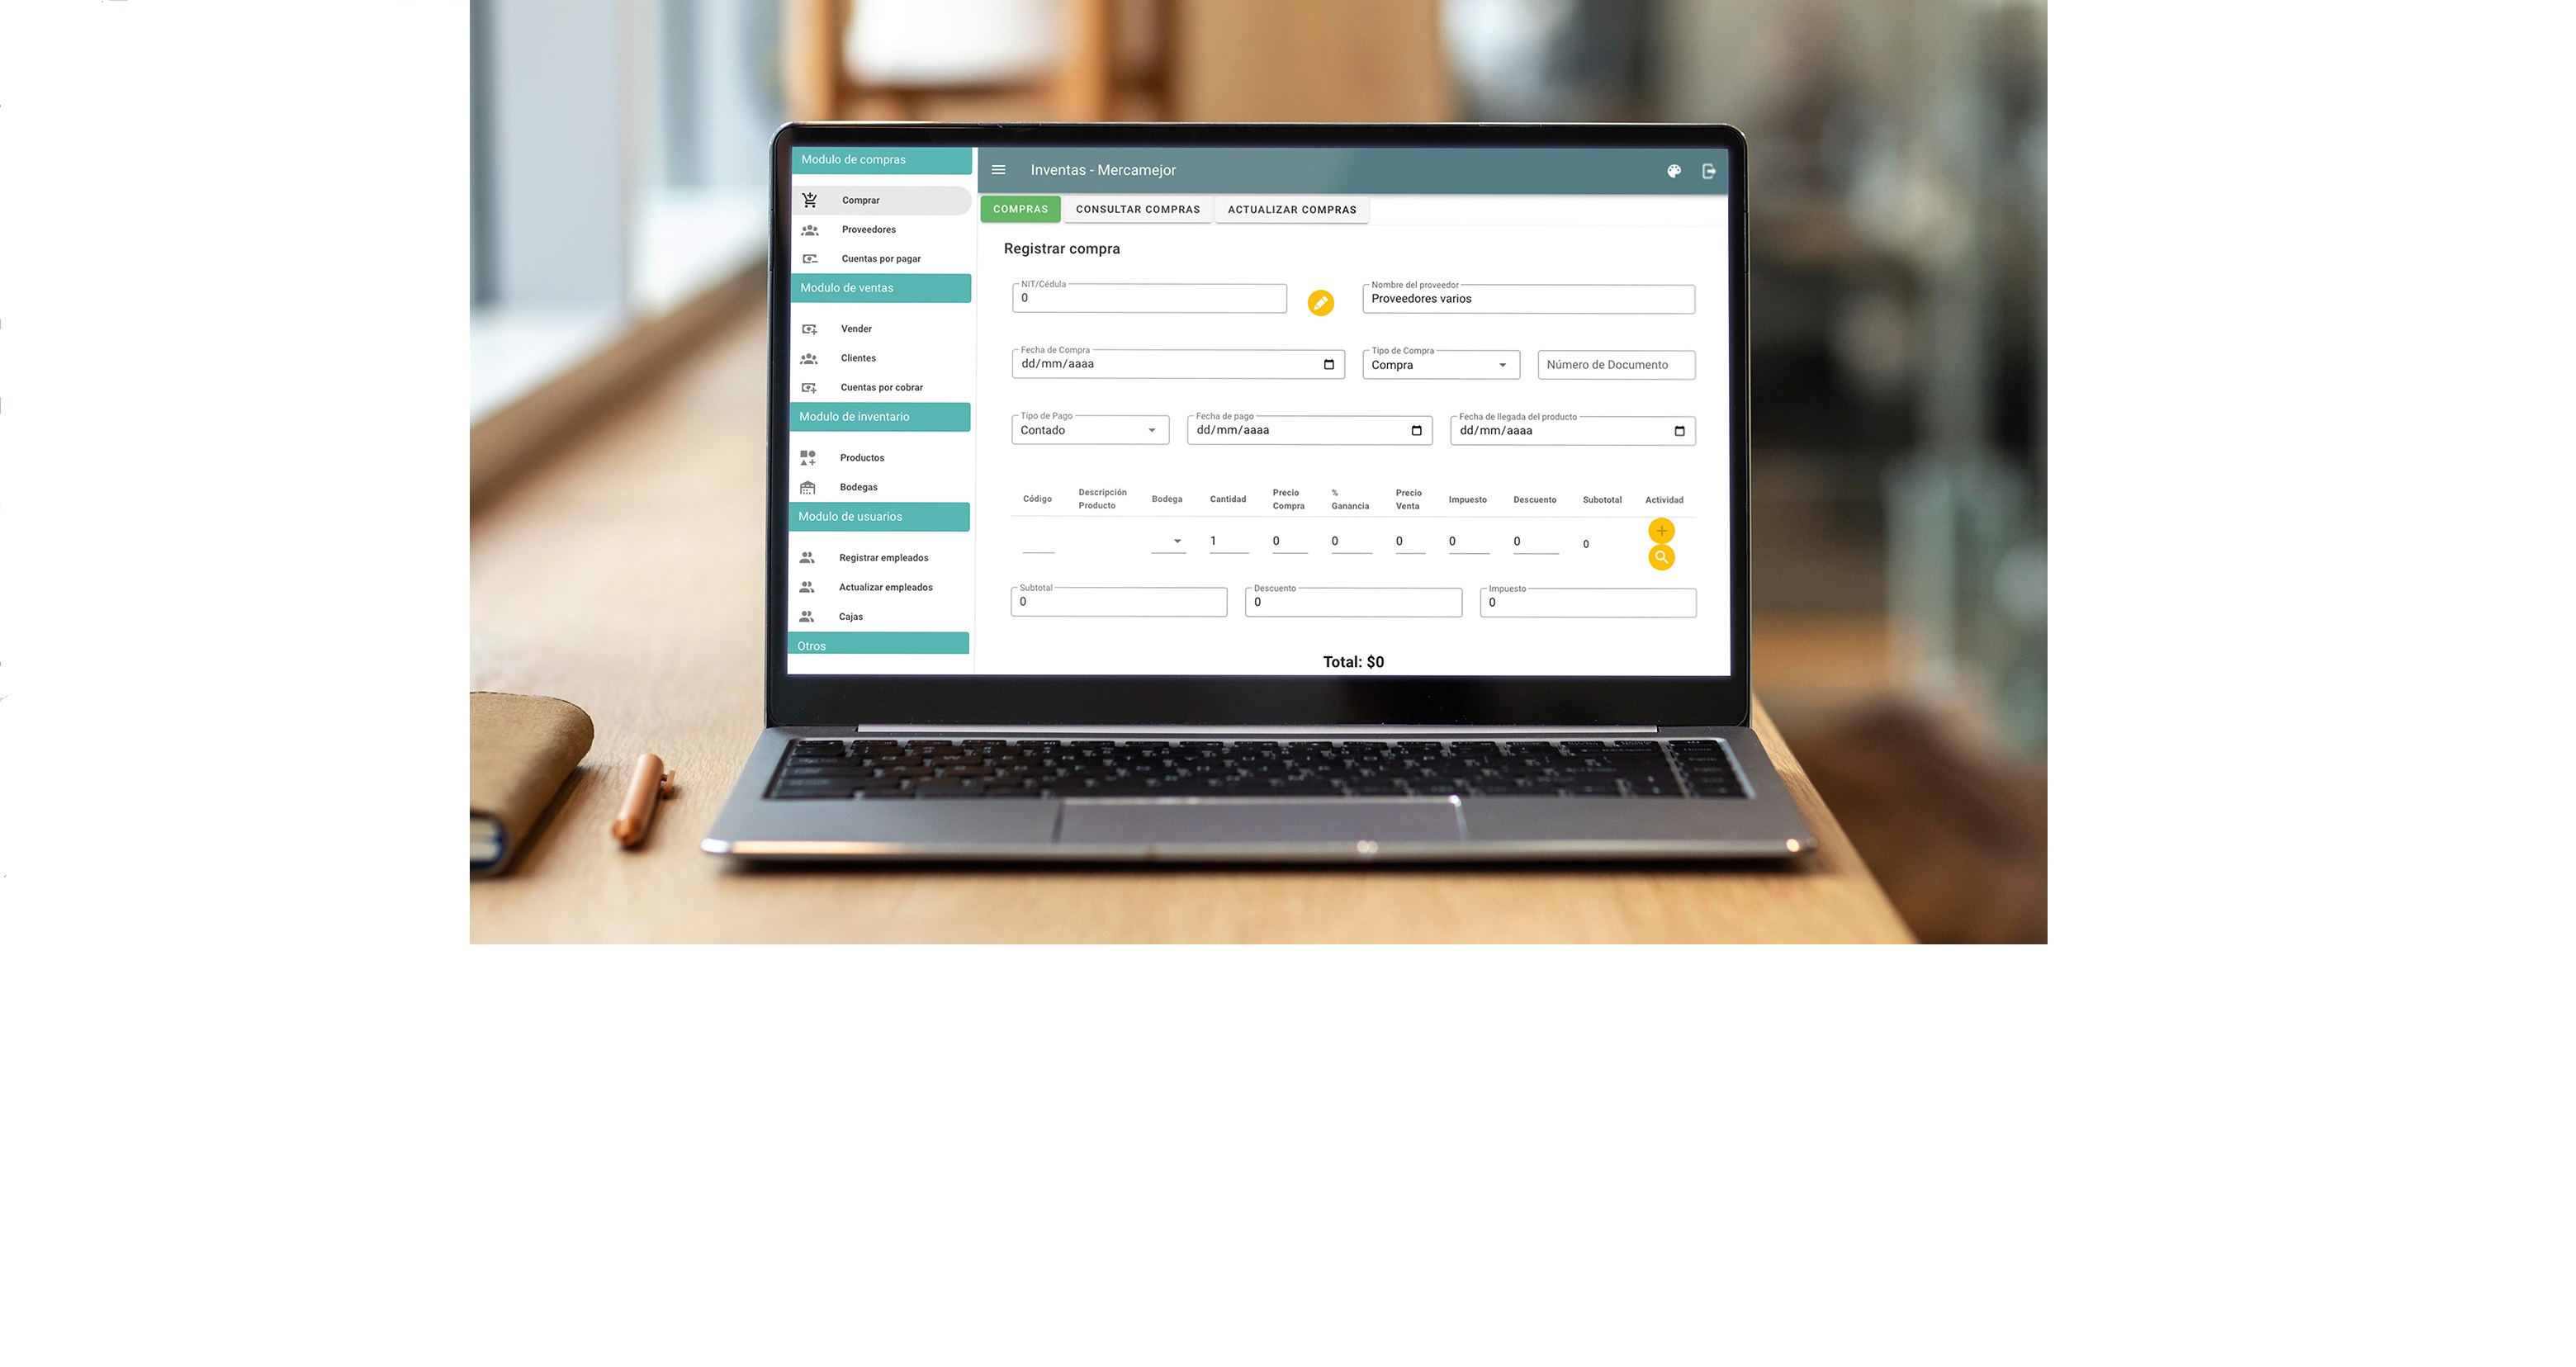 Modulo de compras
Comprar
Proveedores
Cuentas por pagar
Modulo de ventas
Vender
Clientes
Cuentas por cobrar
Modulo de inventario
Productos
Bodegas
Modulo de usuarios
Registrar empleados
Actualizar empleados
Cajas
Otros
Inventas - Mercamejor
COMPRAS CONSULTAR COMPRAS ACTUALIZAR COMPRAS
Registrar compra
NIT/Cédula
0
Nombre del proveedor
Proveedores varios
Fecha de Compra
dd/mm/aaaa
Tipo de Compra
Compra
Número de Documento
Tipo de Pago
Contado
Fecha de pago
dd/mm/aaaa
Fecha de llegada del producto
dd/mm/aaaa
Código
Descripción
Producto
Bodega
Cantidad
Precio
Compra
%
Ganancia
Precio
Venta
Impuesto
Descuento
Subototal
Actividad
1 0 0 0 0 0 0
Subtotal
0
Descuento
0
Impuesto
0
Total: $0